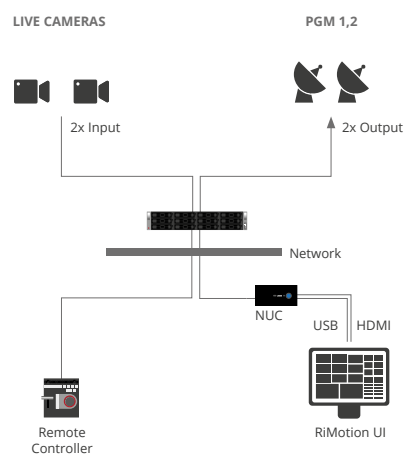 LIVE CAMERAS
PGM 1,2
2x Input
2x Output
Network
NUC
USB
HDMI
Remote
Controller
RiMotion UI